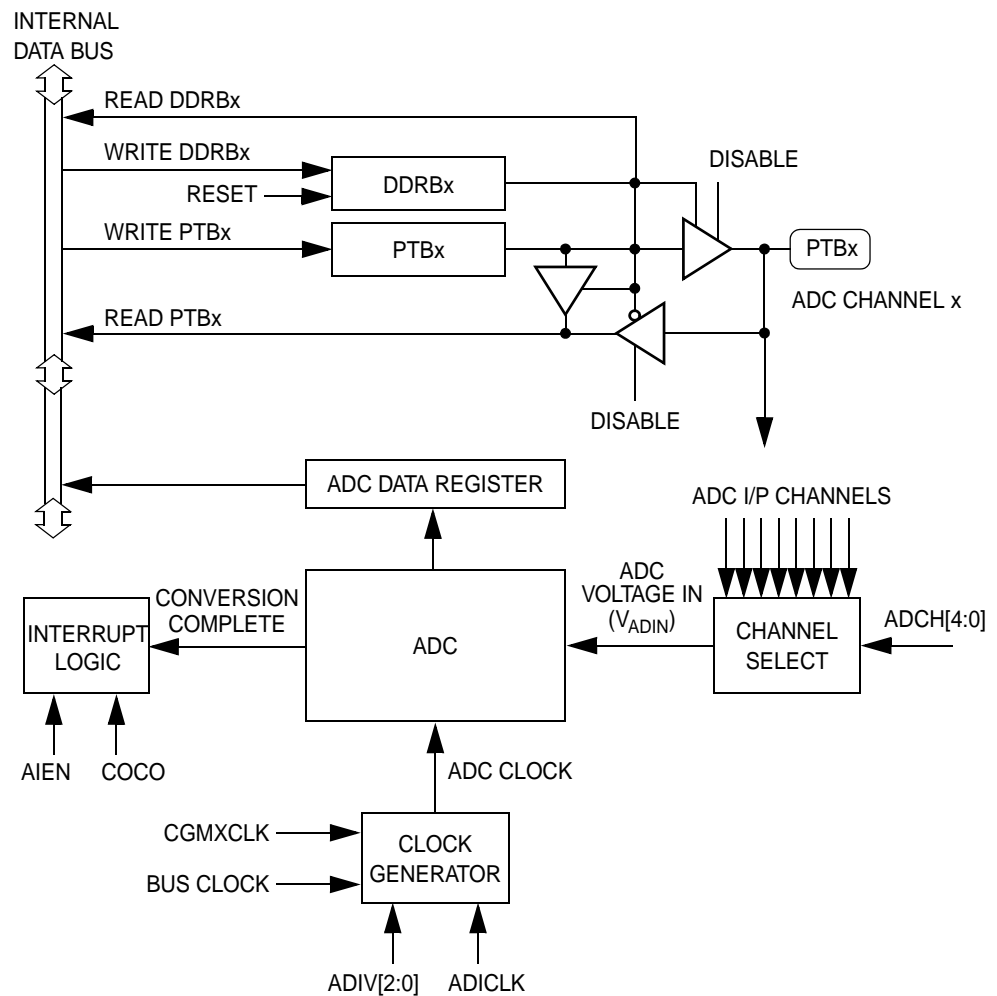 INTERNAL
DATA BUS
READ DDRBx
WRITE DDRBx
DISABLE
DDRBx
RESET
WRITE PTBx
PTBx
PTBx
ADC CHANNEL x
READ PTBx
DISABLE
ADC DATA REGISTER
ADC I/P CHANNELS
ADC
VOLTAGE IN
(VADIN)
CONVERSION
COMPLETE
INTERRUPT
LOGIC
ADC
CHANNEL
SELECT
ADCH[4:0]
AIEN
COCO
ADC CLOCK
CGMXCLK
CLOCK
GENERATOR
BUS CLOCK
ADIV[2:0]
ADICLK